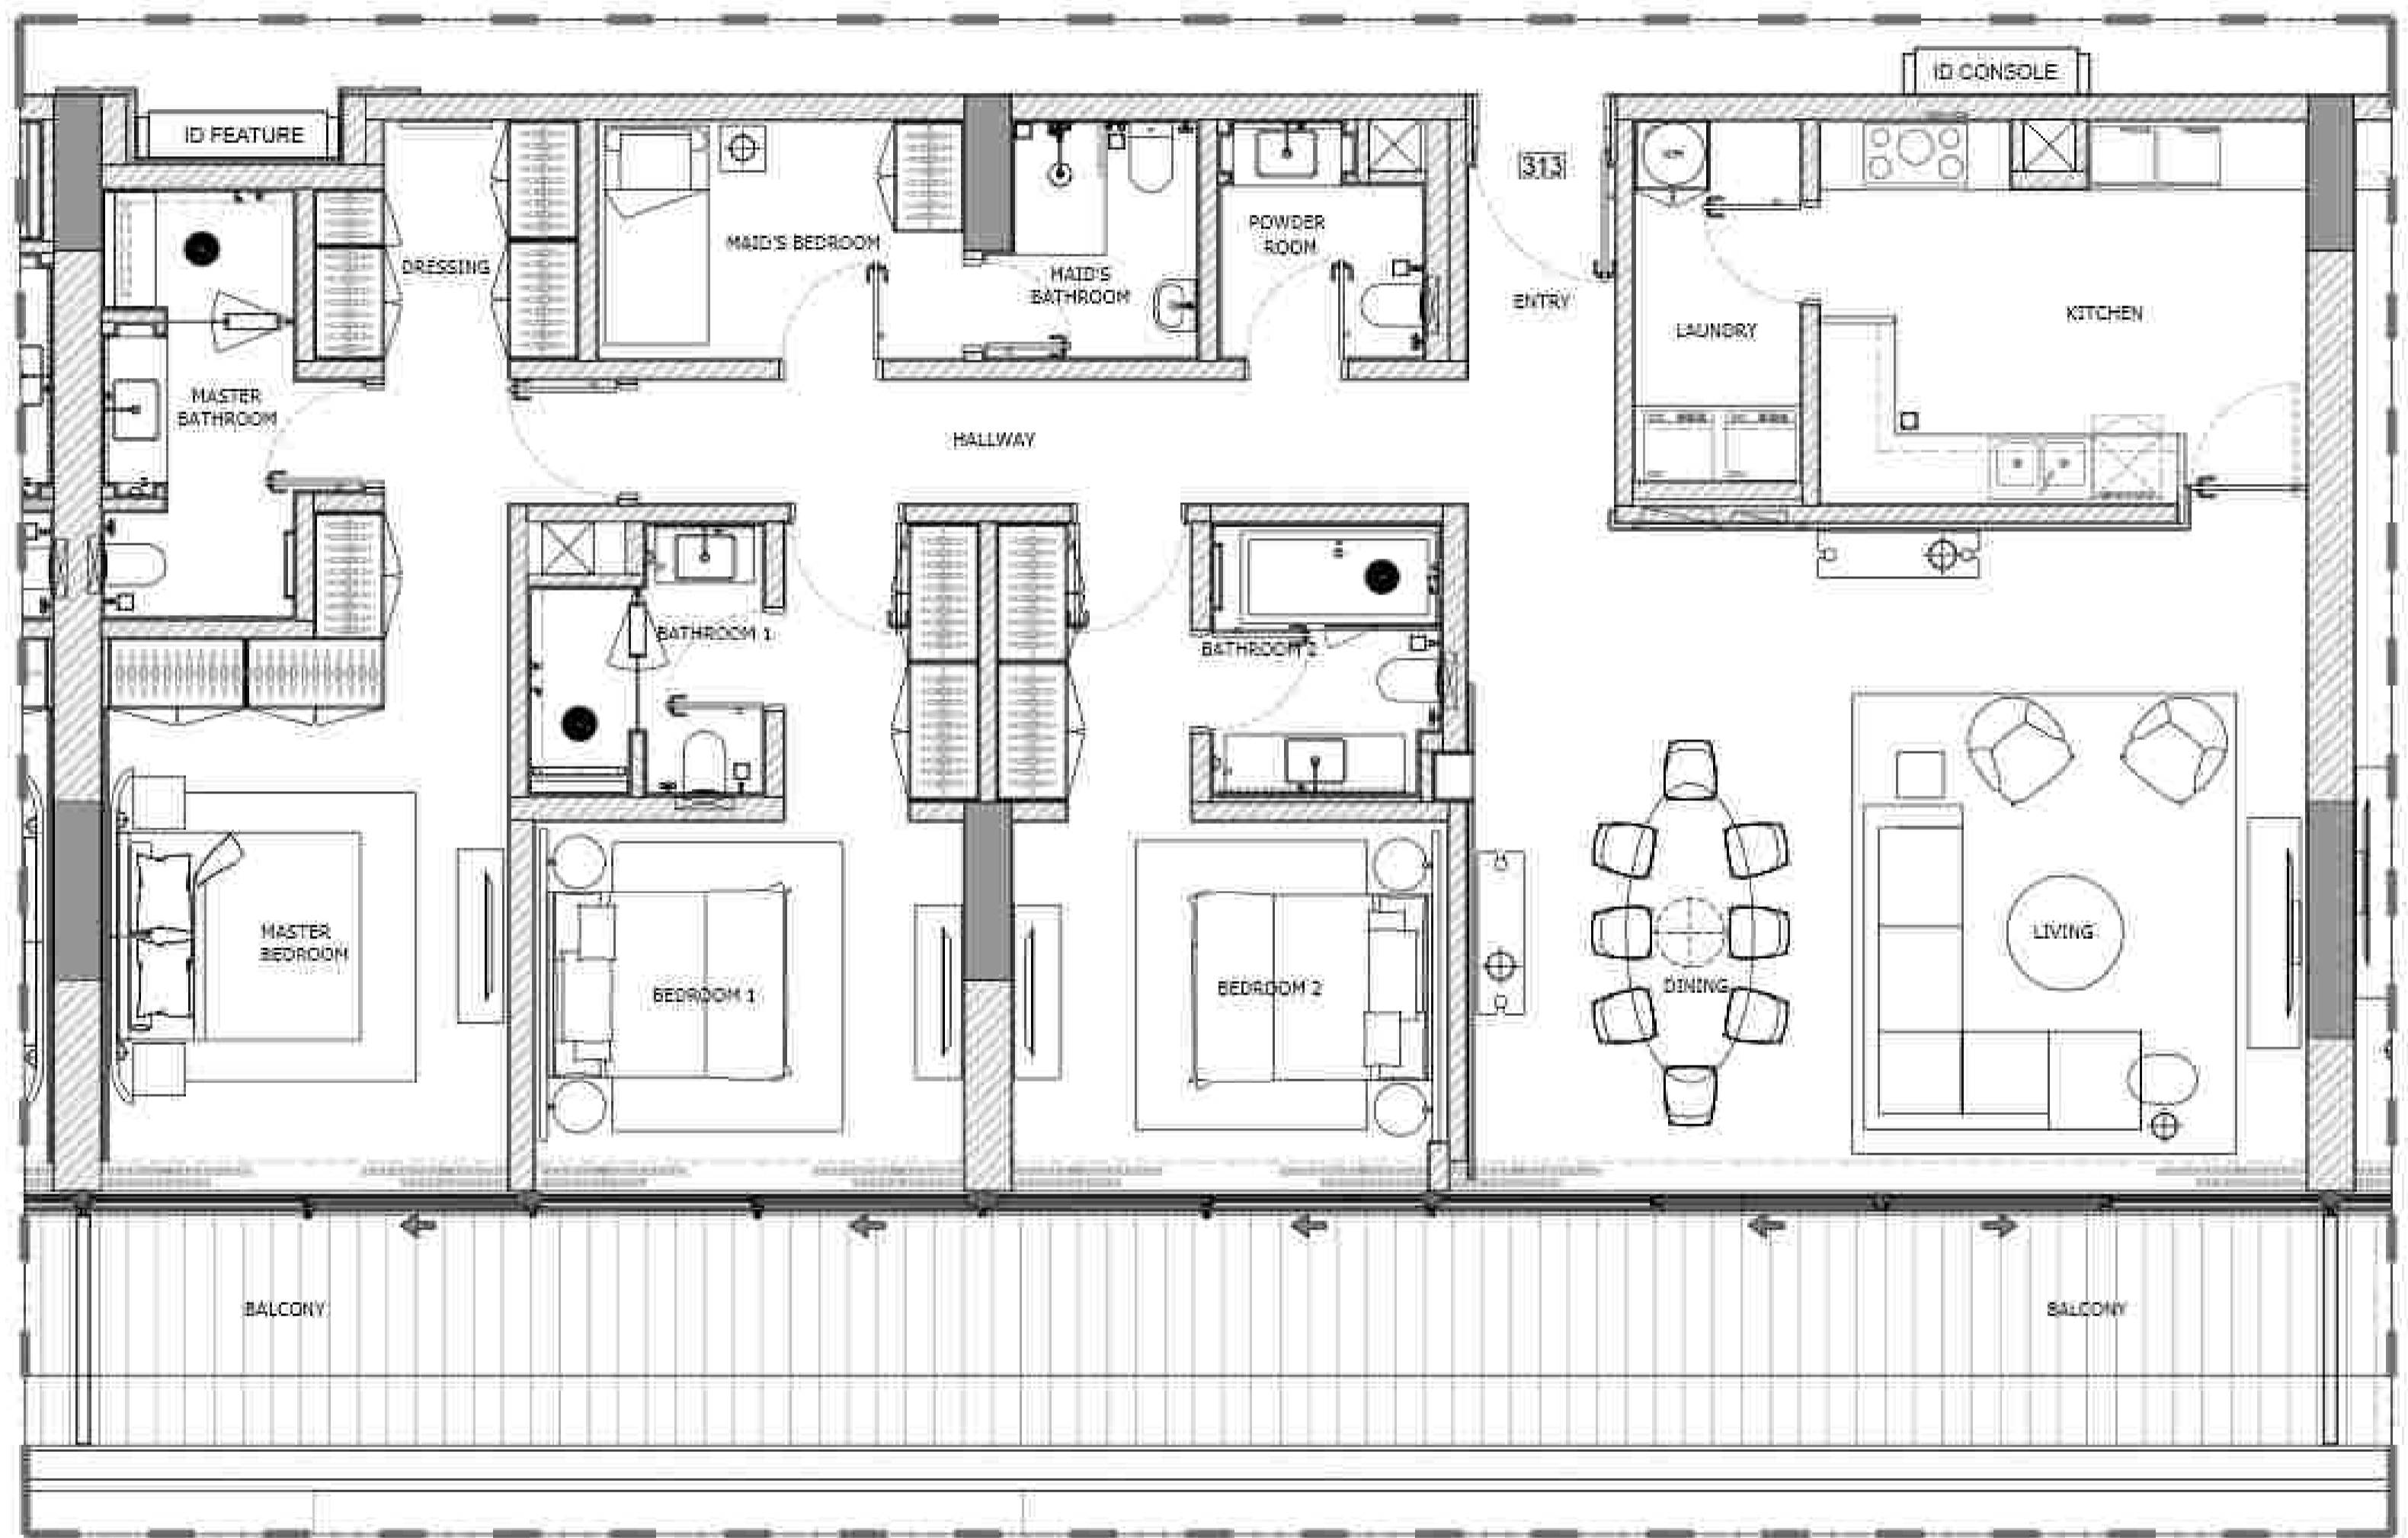 ID CONSOLE
ID FEATURE
313
POWDER
ROOM
MAID'S BEDROOM
DRESSING
MAID'S
BATHROOM
ENTRY
KITCHEN
LAUNDRY
MASTER
BATHROOM
HALLWAY
BATHROOM 1
BATHROOM 2
MASTER
BEDROOM
LIVING
BEDROOM 1
BEDROOM 2
DINING
BALCONY
BALCONY